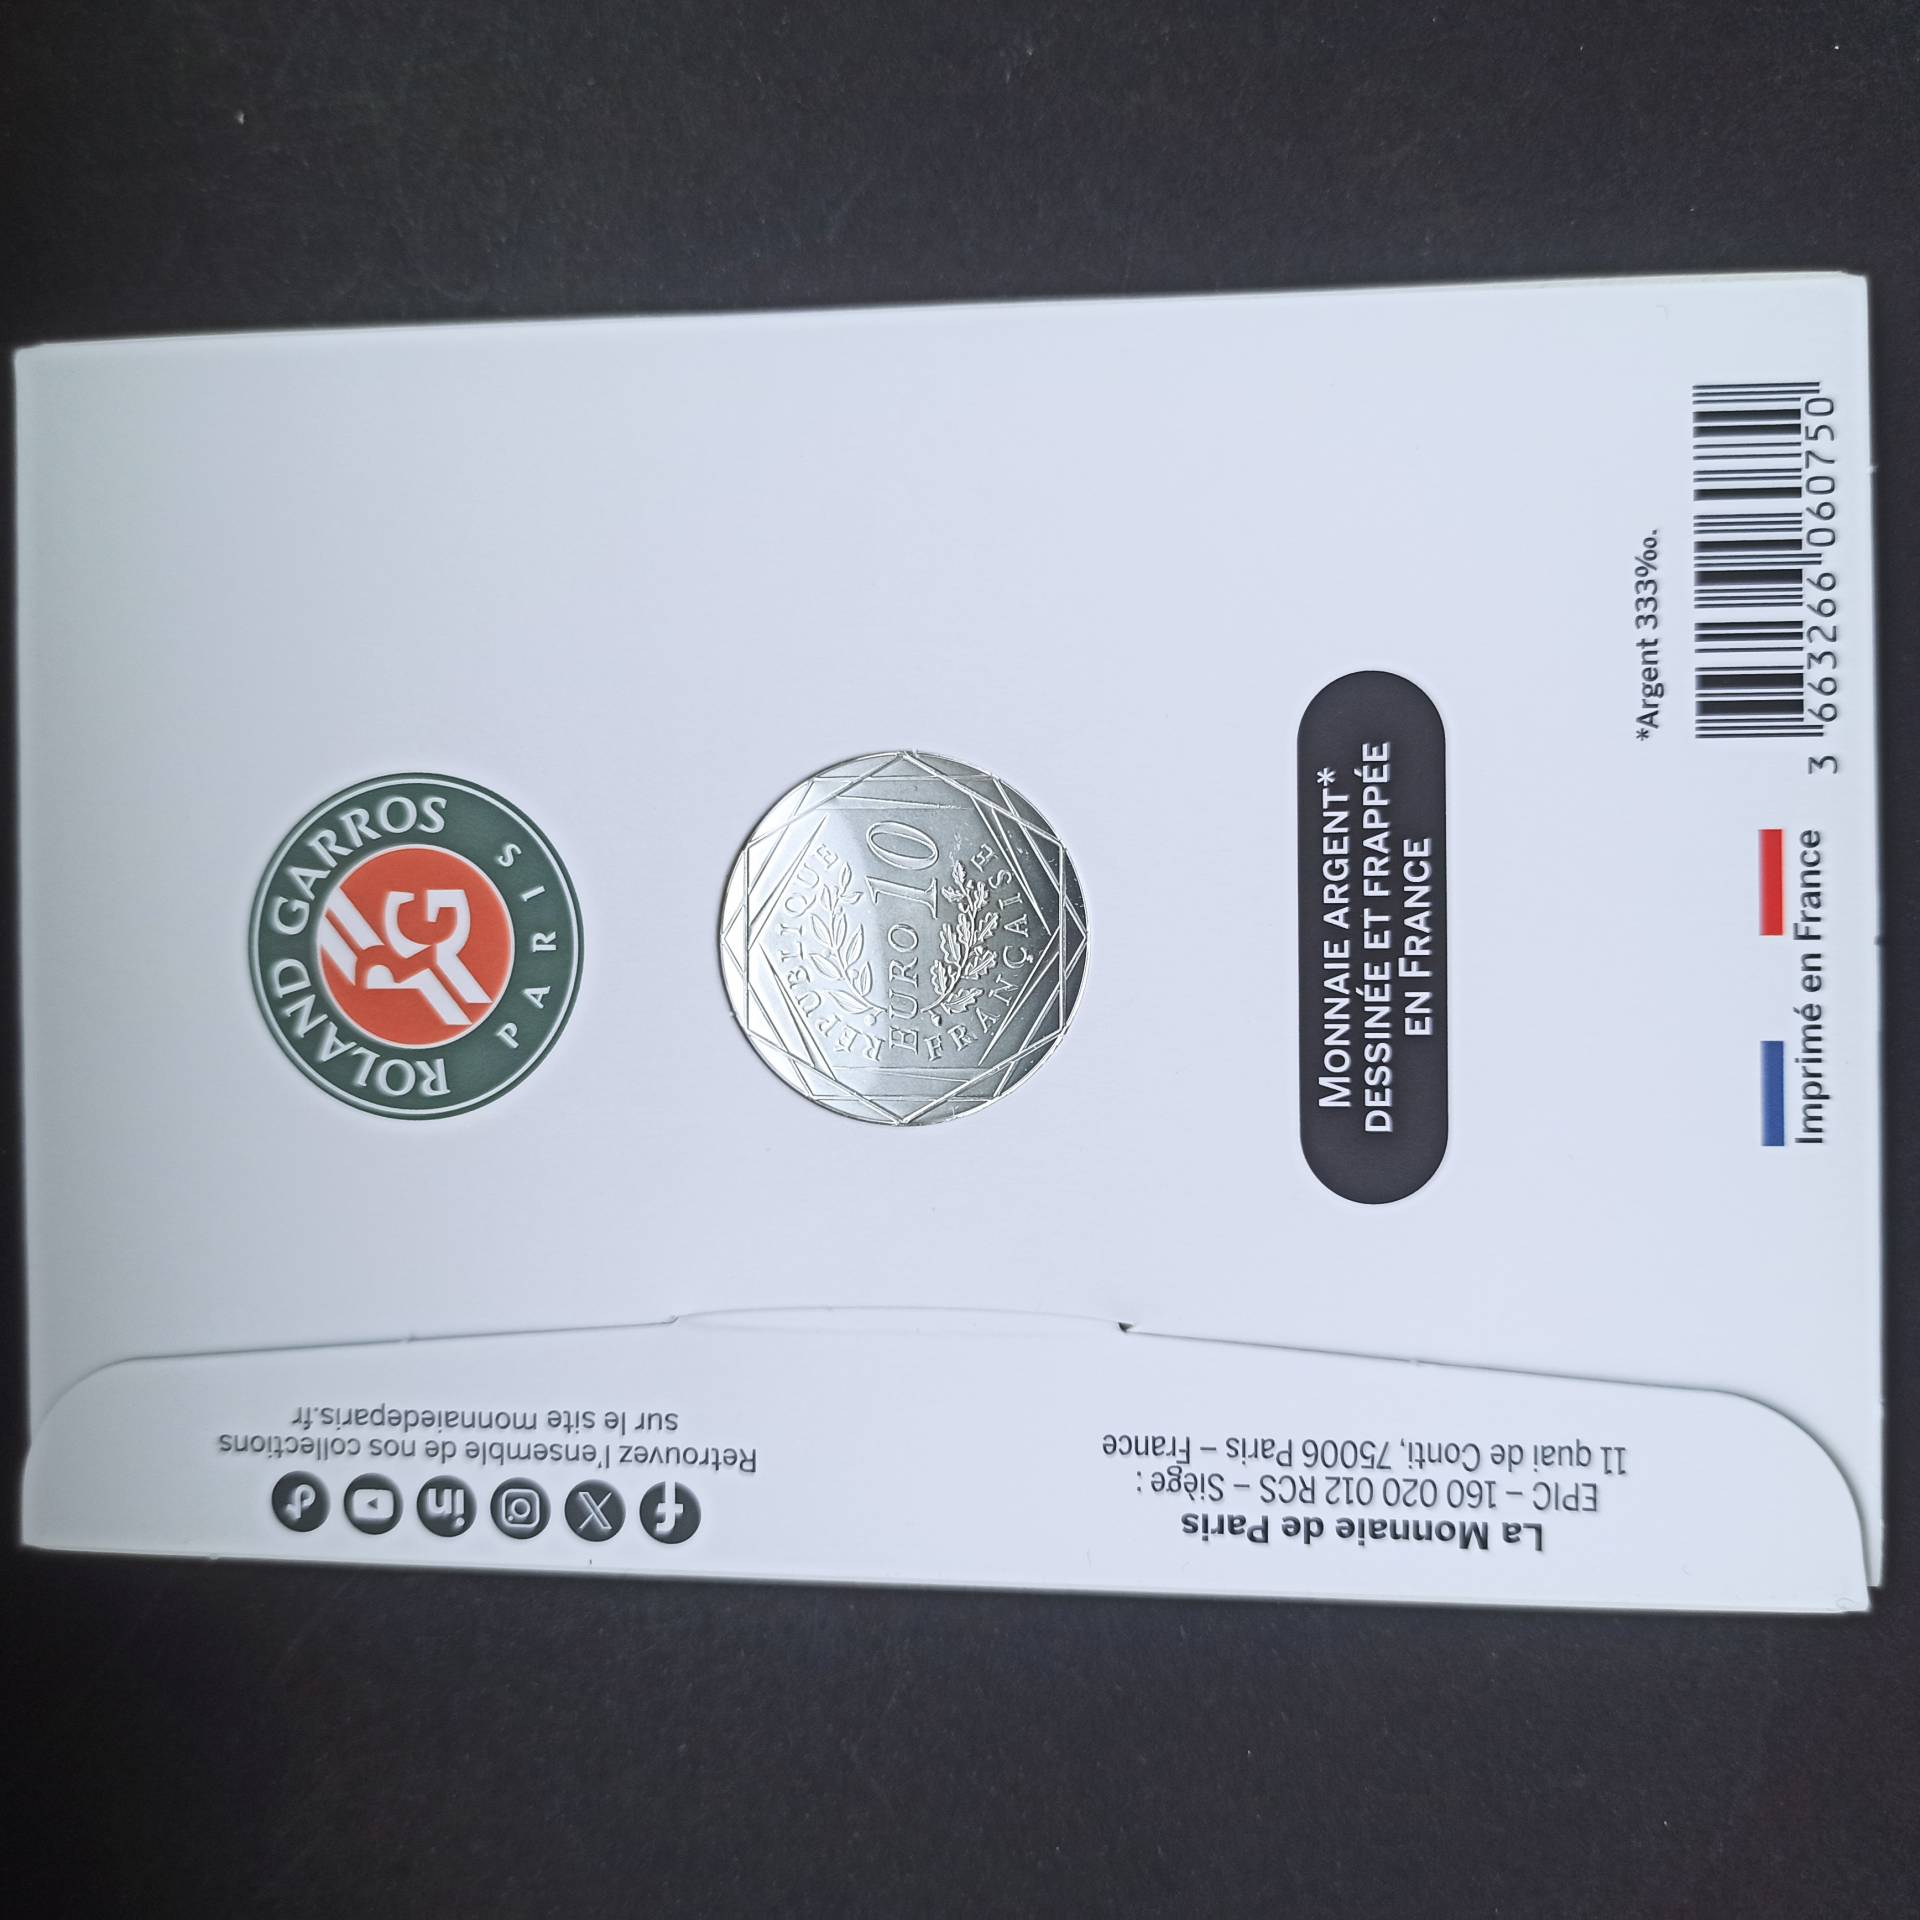 ROLAND GARROS
PARIS
RG
RÉPUBLIQUE
EURO 10
FRANÇAISE
MONNAIE ARGENT*
DESSINÉE ET FRAPPÉE
EN FRANCE
*Argent 333‰.
3 663266 060750
Imprimé en France
La Monnaie de Paris
EPIC – 160 020 012 RCS – Siège :
11 quai de Conti, 75006 Paris – France
Retrouvez l'ensemble de nos collections
sur le site monnaiedeparis.fr